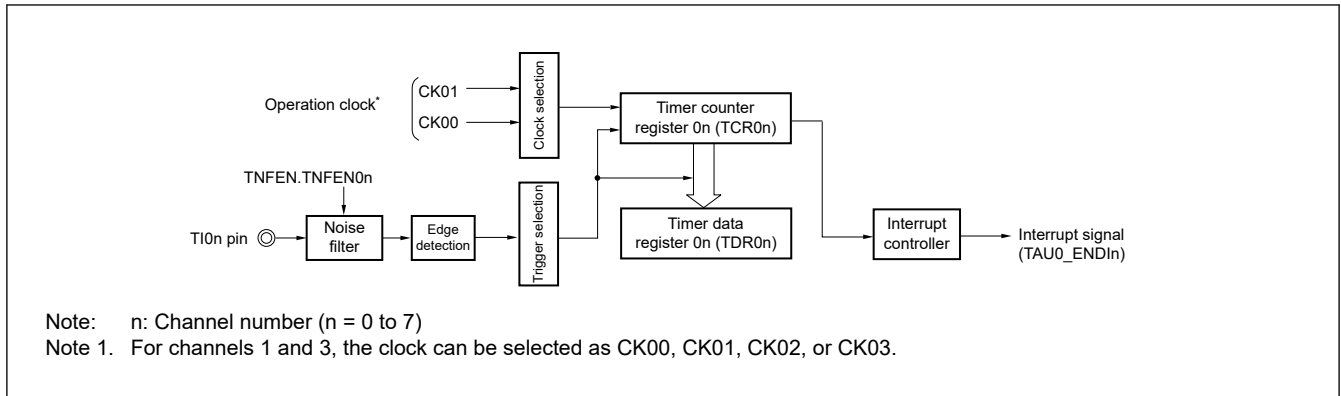 Operation clock*
CK01
CK00
Clock selection
Timer counter
register 0n (TCR0n)
TNFEN.TNFEN0n
TI0n pin
Noise
filter
Edge
detection
Trigger selection
Timer data
register 0n (TDR0n)
Interrupt
controller
Interrupt signal
(TAU0_ENDIn)
Note: n: Channel number (n = 0 to 7)
Note 1. For channels 1 and 3, the clock can be selected as CK00, CK01, CK02, or CK03.